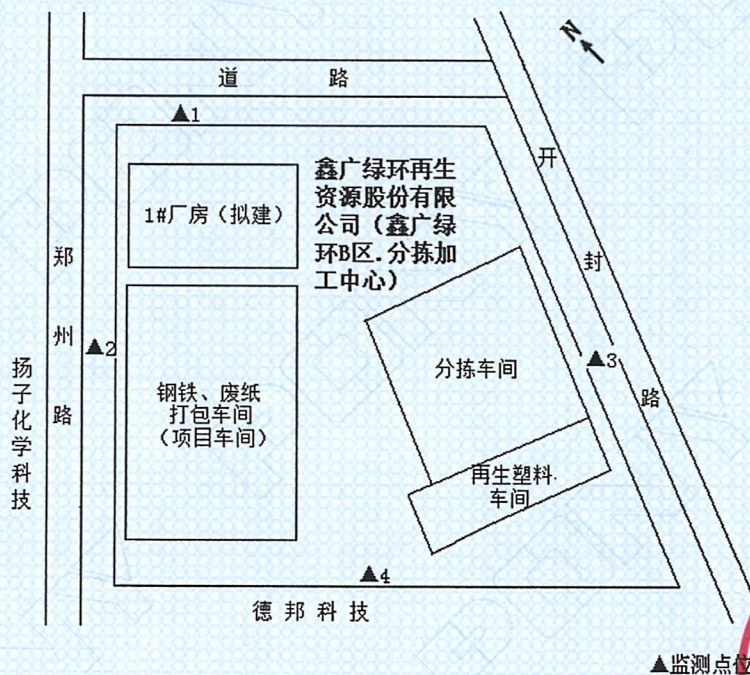 N
道 路
▲1
开封路
鑫广绿环再生
资源股份有限
公司（鑫广绿
环B区.分拣加
工中心）
1#厂房（拟建）
郑州路
▲2
扬子化学科技
钢铁、废纸
打包车间
（项目车间）
分拣车间
▲3
再生塑料
车间
▲4
德邦科技
▲监测点位